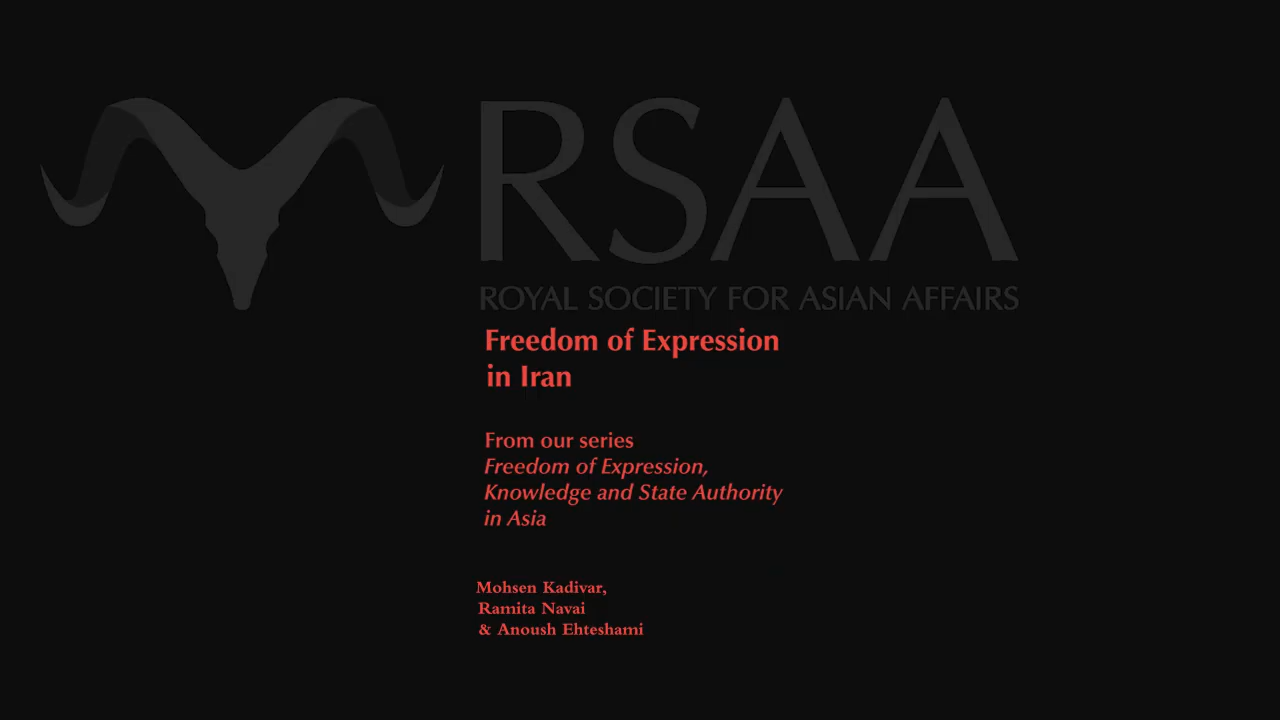 RSAA
ROYAL SOCIETY FOR ASIAN AFFAIRS
Freedom of Expression
in Iran
From our series
Freedom of Expression,
Knowledge and State Authority
in Asia
Mohsen Kadivar,
Ramita Navai
& Anoush Ehteshami